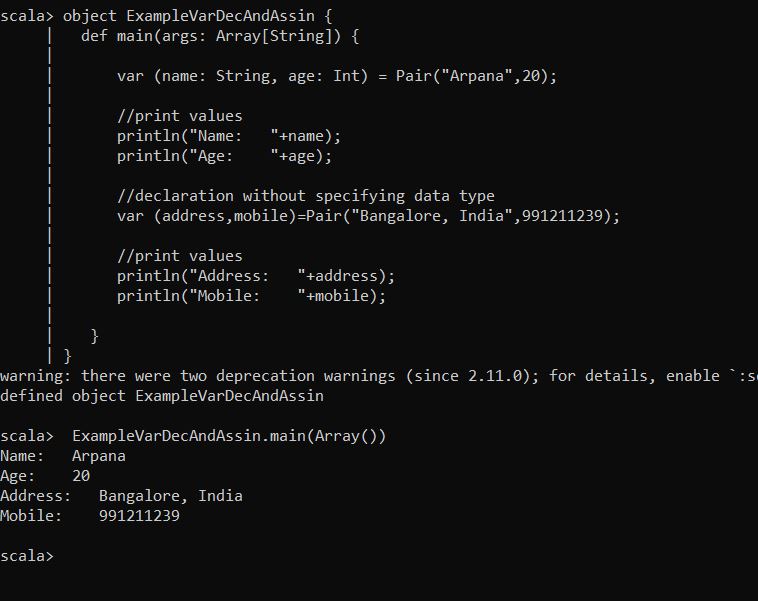 scala> object ExampleVarDecAndAssin {
     |   def main(args: Array[String]) {
     |
     |       var (name: String, age: Int) = Pair("Arpana",20);
     |
     |       //print values
     |       println("Name:   "+name);
     |       println("Age:    "+age);
     |
     |       //declaration without specifying data type
     |       var (address,mobile)=Pair("Bangalore, India",991211239);
     |
     |       //print values
     |       println("Address:   "+address);
     |       println("Mobile:    "+mobile);
     |
     |    }
     | }
warning: there were two deprecation warnings (since 2.11.0); for details, enable `:s
defined object ExampleVarDecAndAssin

scala>  ExampleVarDecAndAssin.main(Array())
Name:   Arpana
Age:    20
Address:   Bangalore, India
Mobile:    991211239

scala>